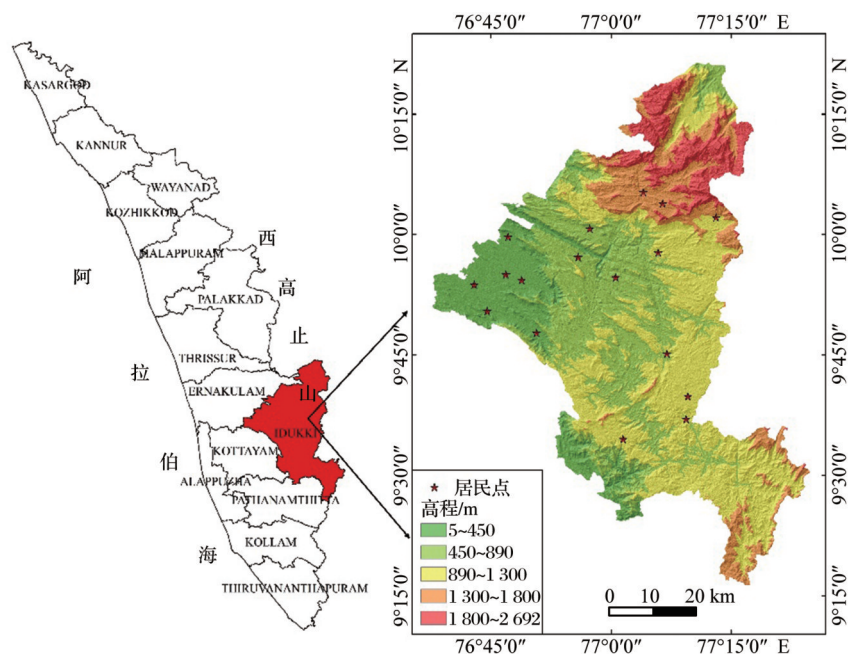 KASARGOD
KANNUR
WAYANAD
KOZHIKKOD
MALAPPURAM
PALAKKAD
THRISSUR
ERNAKULAM
IDUKKI
KOTTAYAM
ALAPPUZHA
PATHANAMTHITTA
KOLLAM
THIRUVANANTHAPURAM
阿
拉
伯
海
西
高
止
山
76°45′0″ 77°0′0″ 77°15′0″ E
10°15′0″ N
10°0′0″
9°45′0″
9°30′0″
9°15′0″
10°15′0″ N
10°0′0″
9°45′0″
9°30′0″
9°15′0″
居民点
高程/m
5~450
450~890
890~1 300
1 300~1 800
1 800~2 692
0 10 20 km
76°45′0″ 77°0′0″ 77°15′0″ E